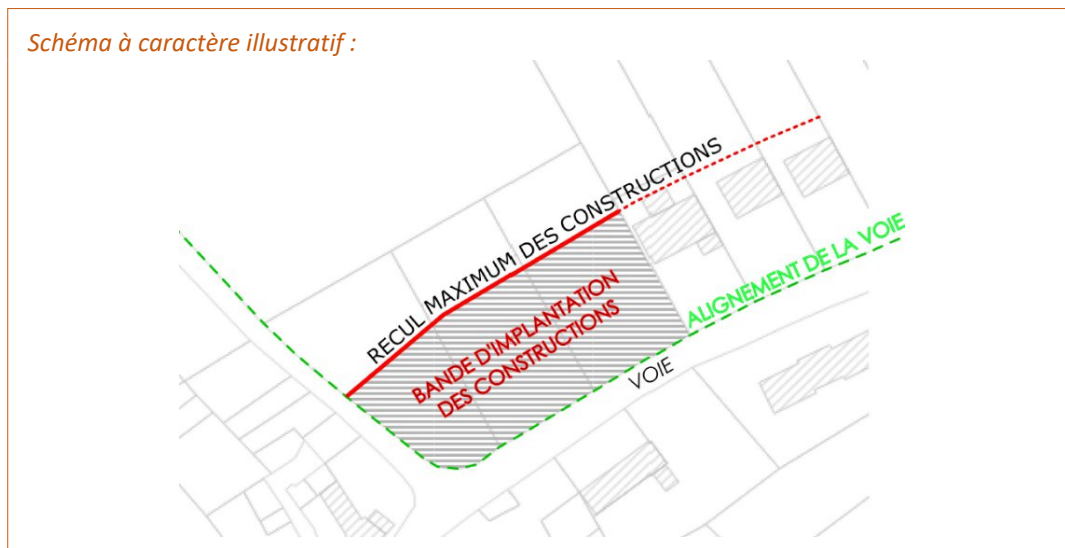 Schéma à caractère illustratif :
RECUL MAXIMUM DES CONSTRUCTIONS
ALIGNEMENT DE LA VOIE
BANDE D'IMPLANTATION
DES CONSTRUCTIONS
VOIE